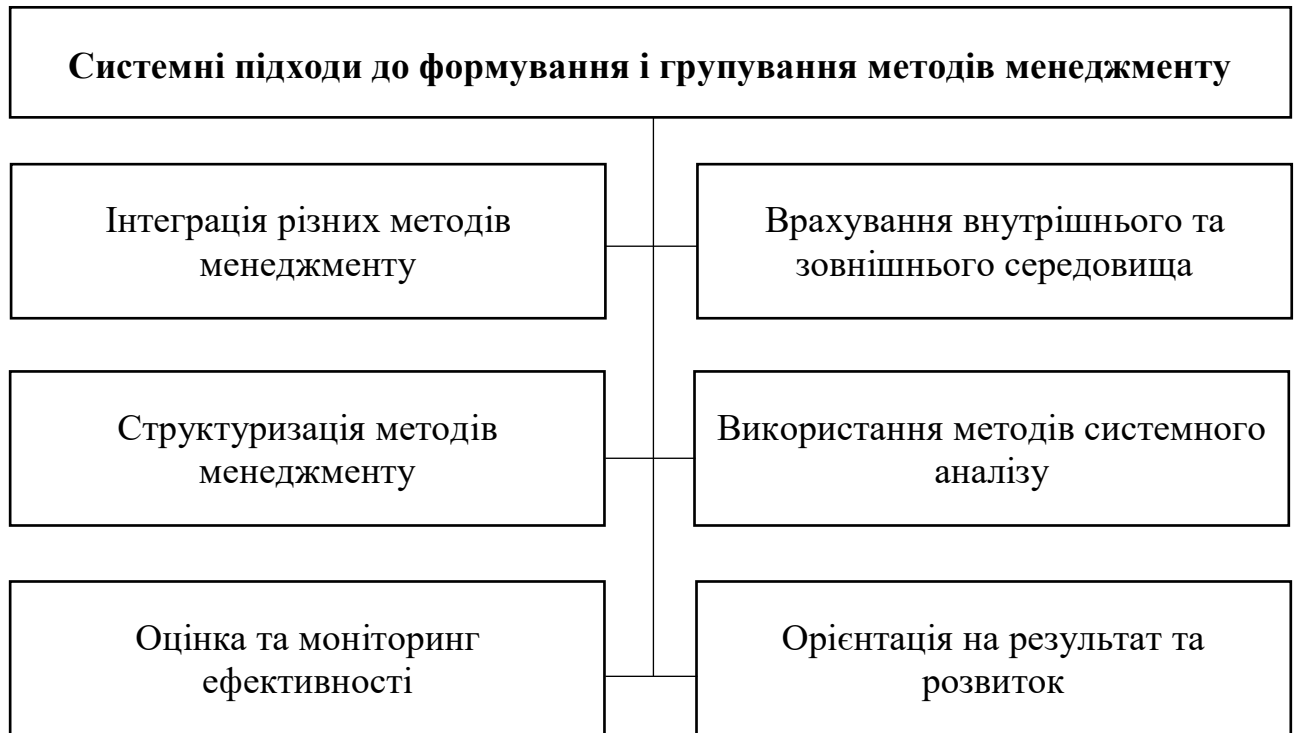 Системні підходи до формування і групування методів менеджменту
Інтеграція різних методів
менеджменту
Врахування внутрішнього та
зовнішнього середовища
Структуризація методів
менеджменту
Використання методів системного
аналізу
Оцінка та моніторинг
ефективності
Орієнтація на результат та
розвиток